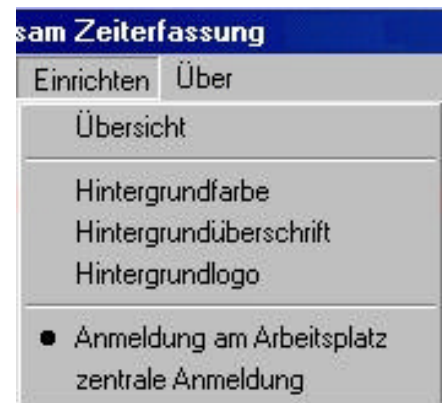 sam Zeiterfassung
Einrichten Über
Übersicht
Hintergrundfarbe
Hintergrundüberschrift
Hintergrundlogo
Anmeldung am Arbeitsplatz
zentrale Anmeldung